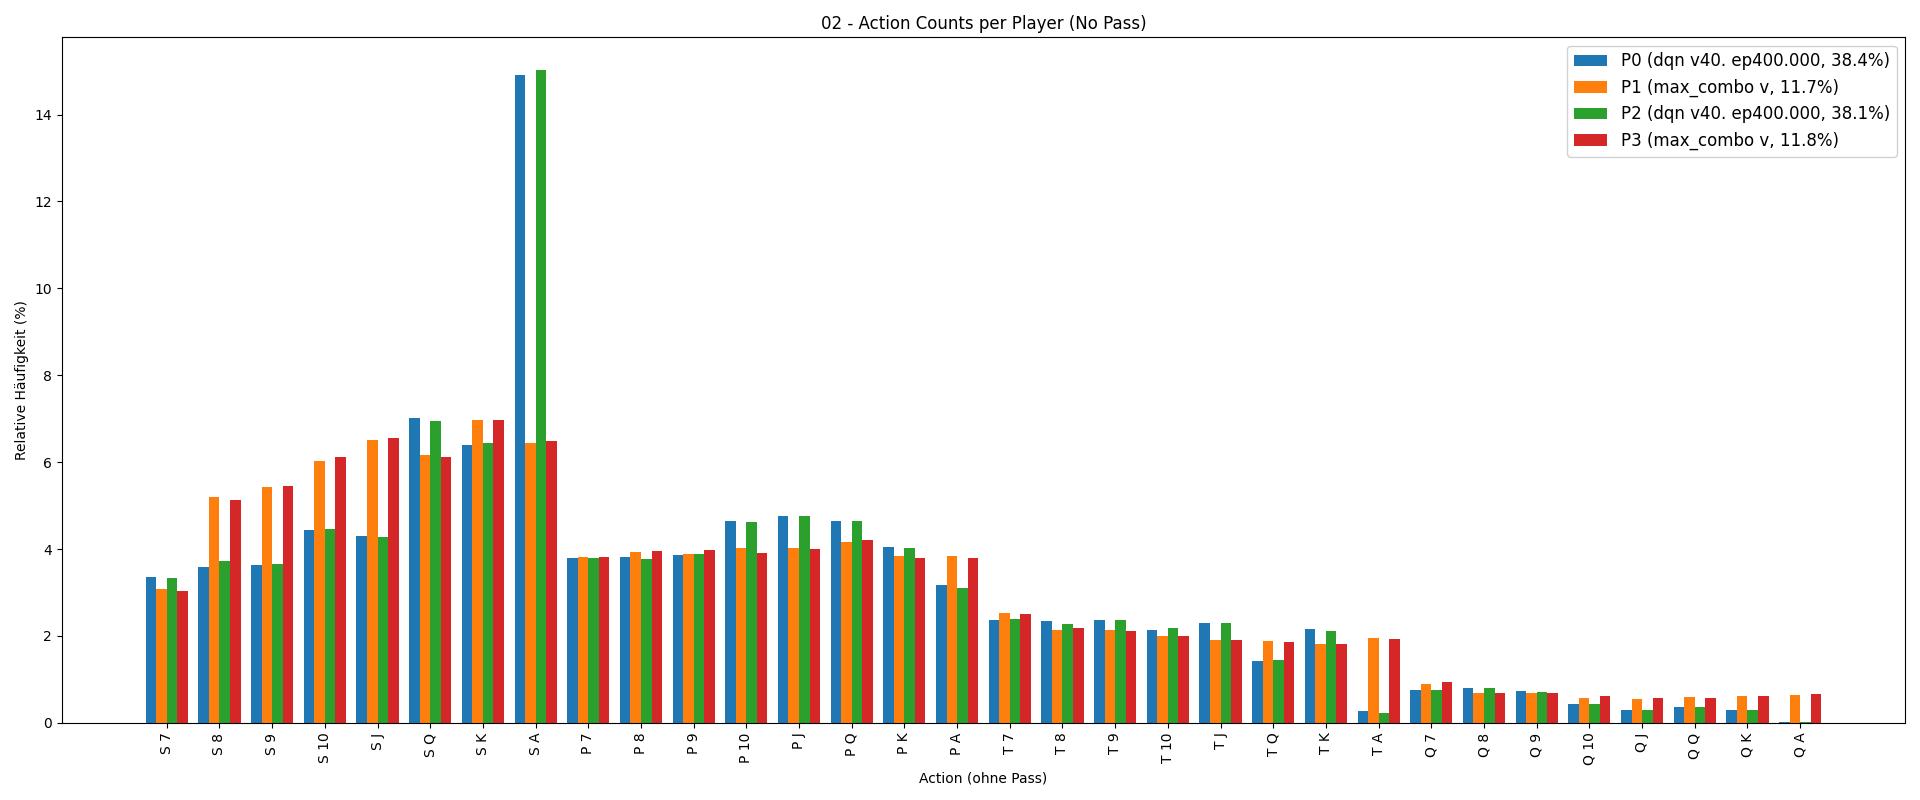 02 - Action Counts per Player (No Pass)
P0 (dqn v40. ep400.000, 38.4%)
P1 (max_combo v, 11.7%)
P2 (dqn v40. ep400.000, 38.1%)
P3 (max_combo v, 11.8%)
Relative Häufigkeit (%)
14
12
10
8
6
4
2
0
S 7
S 8
S 9
S 10
S J
S Q
S K
S A
P 7
P 8
P 9
P 10
P J
P Q
P K
P A
T 7
T 8
T 9
T 10
T J
T Q
T K
T A
Q 7
Q 8
Q 9
Q 10
Q J
Q Q
Q K
Q A
Action (ohne Pass)